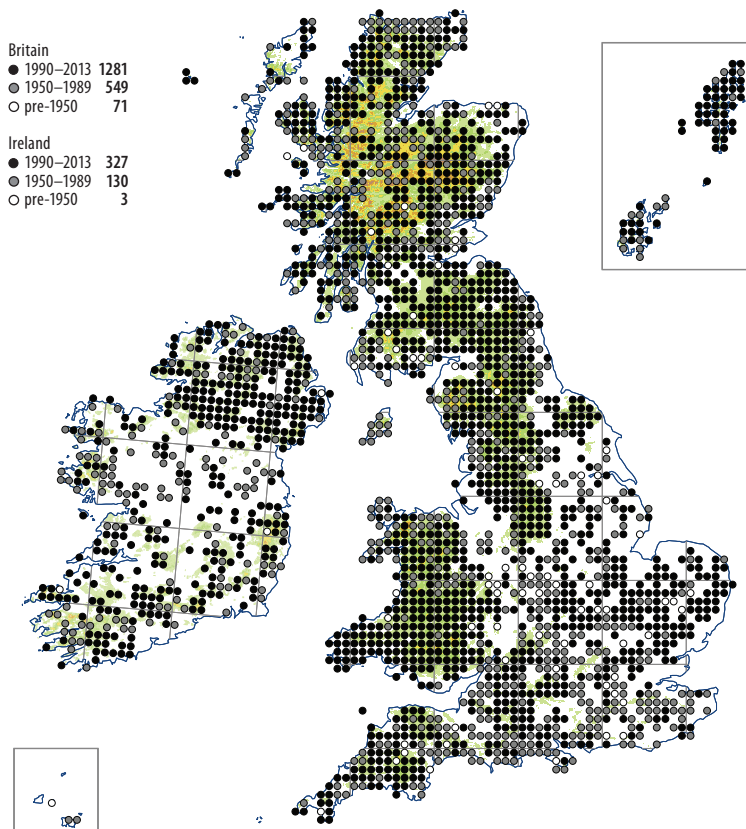 Britain
1990–2013 1281
1950–1989 549
pre-1950 71
Ireland
1990–2013 327
1950–1989 130
pre-1950 3